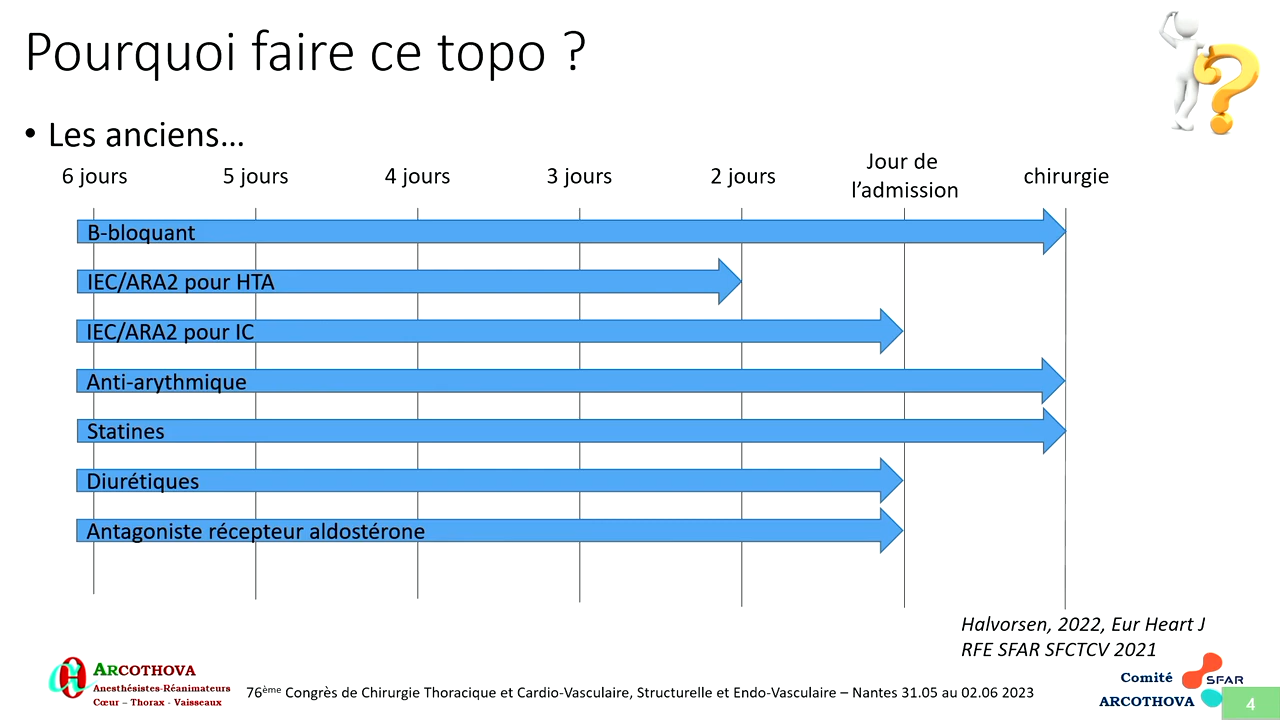 Pourquoi faire ce topo ?
• Les anciens...
6 jours 5 jours 4 jours 3 jours 2 jours Jour de l’admission chirurgie
B-bloquant
IEC/ARA2 pour HTA
IEC/ARA2 pour IC
Anti-arythmique
Statines
Diurétiques
Antagoniste récepteur aldostérone
Halvorsen, 2022, Eur Heart J
RFE SFAR SFCTCV 2021
ARCOTHOVA
Anesthésistes-Réanimateurs
Cœur – Thorax - Vaisseaux
76ème Congrès de Chirurgie Thoracique et Cardio-Vasculaire, Structurelle et Endo-Vasculaire – Nantes 31.05 au 02.06 2023
Comité
ARCOTHOVA
SFAR
4